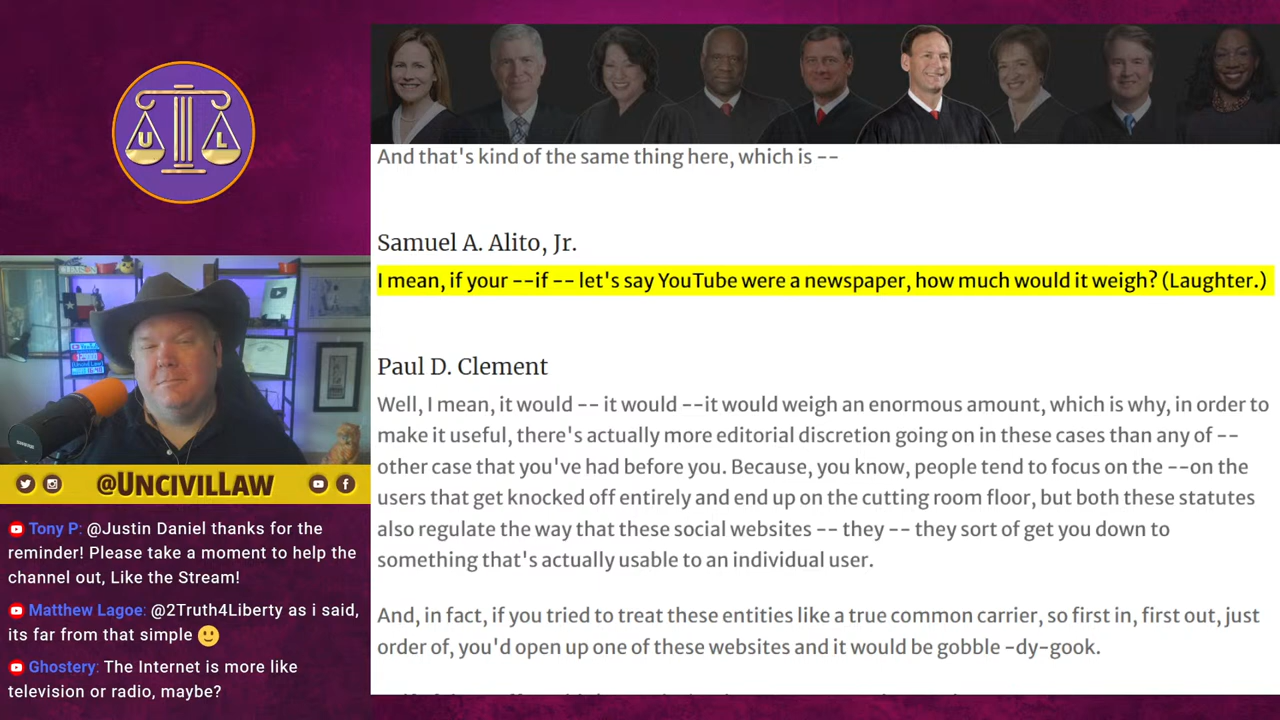 U L
@UNCIVILLAW
Tony P: @Justin Daniel thanks for the
reminder! Please take a moment to help the
channel out, Like the Stream!
Matthew Lagoe: @2Truth4Liberty as i said,
its far from that simple 🙂
Ghostery: The Internet is more like
television or radio, maybe?
And that's kind of the same thing here, which is --
Samuel A. Alito, Jr.
I mean, if your --if -- let's say YouTube were a newspaper, how much would it weigh? (Laughter.)
Paul D. Clement
Well, I mean, it would -- it would --it would weigh an enormous amount, which is why, in order to
make it useful, there's actually more editorial discretion going on in these cases than any of --
other case that you've had before you. Because, you know, people tend to focus on the --on the
users that get knocked off entirely and end up on the cutting room floor, but both these statutes
also regulate the way that these social websites -- they -- they sort of get you down to
something that's actually usable to an individual user.
And, in fact, if you tried to treat these entities like a true common carrier, so first in, first out, just
order of, you'd open up one of these websites and it would be gobble -dy-gook.